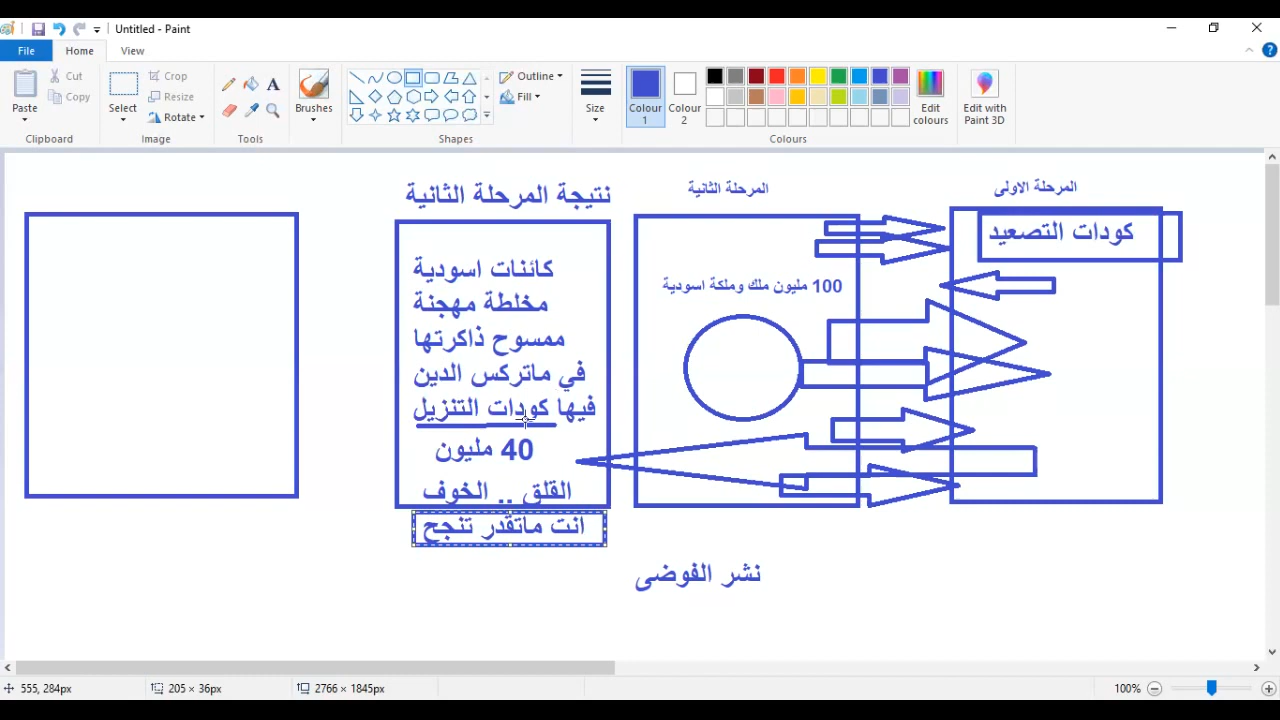 Untitled - Paint
File
Home
View
Paste
Cut
Copy
Clipboard
Select
Crop
Resize
Rotate
Image
Tools
Brushes
Outline
Fill
Shapes
Size
Colour 1
Colour 2
Colours
Edit colours
Edit with Paint 3D
المرحلة الاولى
كودات التصعيد
المرحلة الثانية
100 مليون ملك وملكة اسودية
نتيجة المرحلة الثانية
كائنات اسودية
مخلطة مهجنة
ممسوح ذاكرتها
في ماتركس الدين
فيها كودات التنزيل
40 مليون
القلق .. الخوف
انت ماتقدر تنجح
نشر الفوضى
555, 284px
205 × 36px
2766 × 1845px
100%